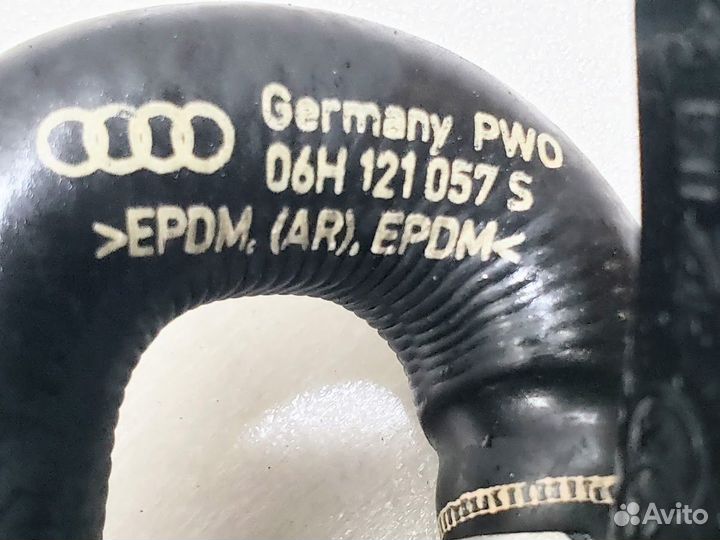 Germany PWO
06H 121 057 S
>EPDM, (AR), EPDM<
Avito